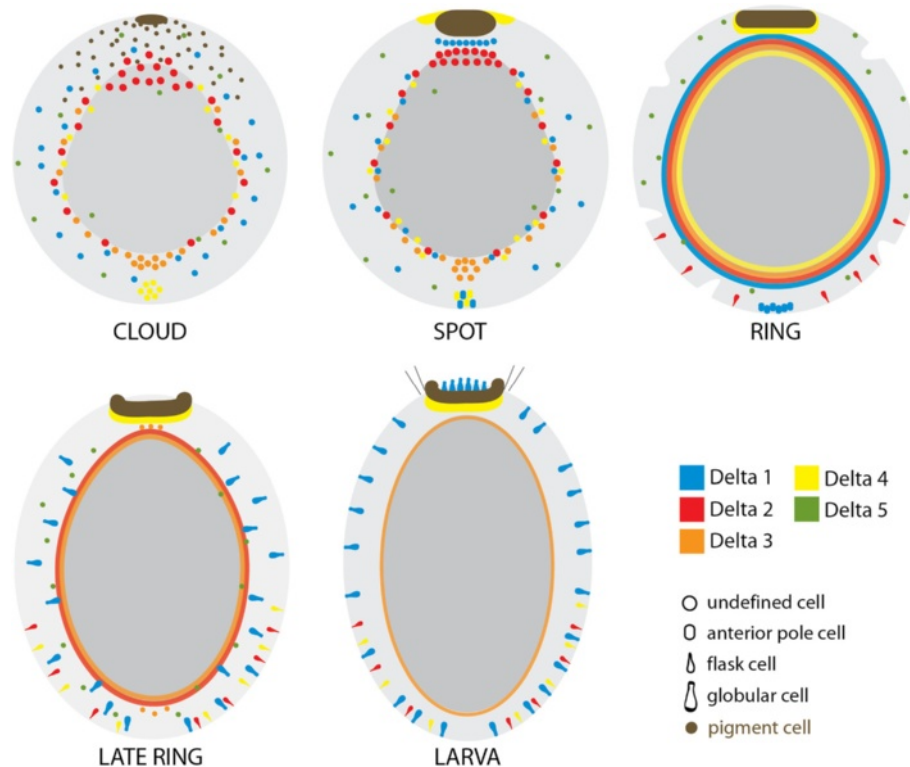 CLOUD
SPOT
RING
LATE RING
LARVA
Delta 1
Delta 4
Delta 2
Delta 5
Delta 3
undefined cell
anterior pole cell
flask cell
globular cell
pigment cell